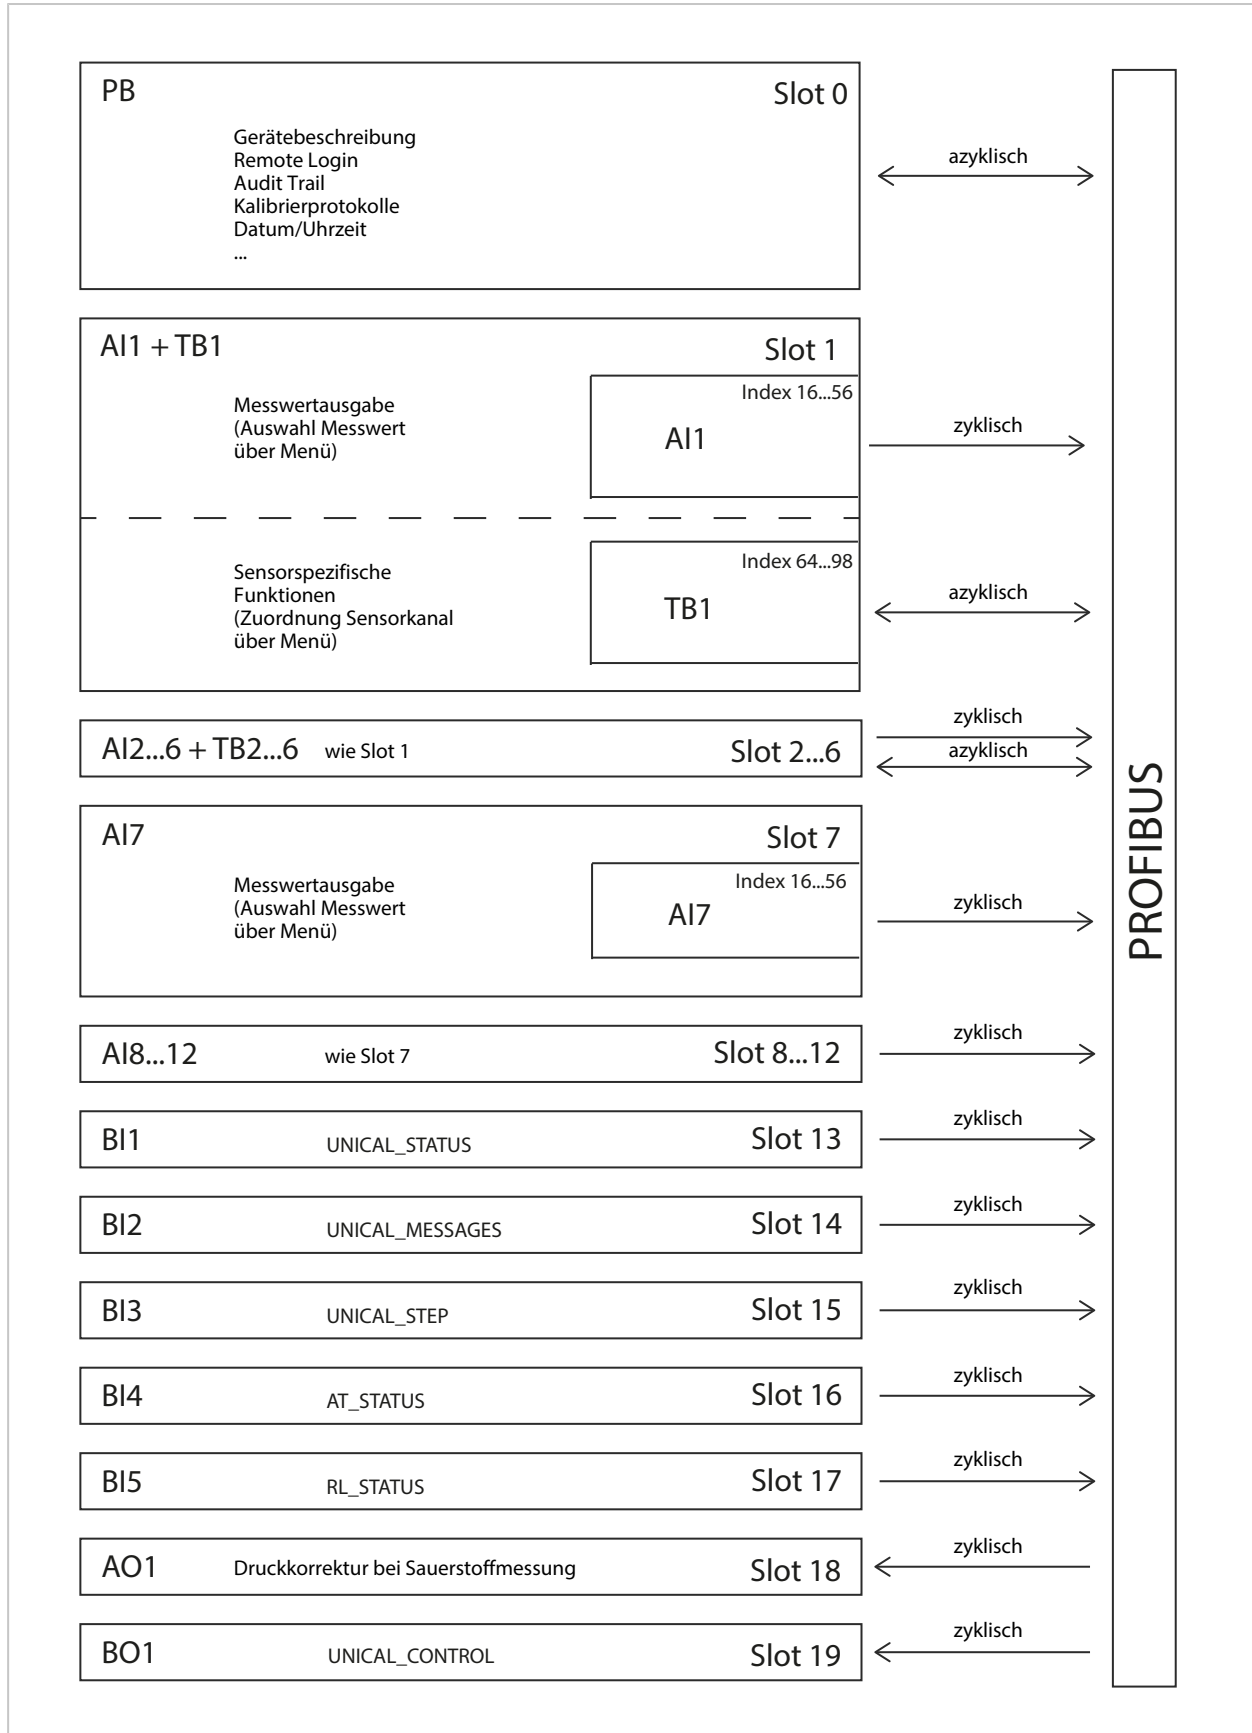 PB
Slot 0
Gerätebeschreibung
Remote Login
Audit Trail
Kalibrierprotokolle
Datum/Uhrzeit
...
azyklisch
AI1 + TB1
Slot 1
Messwertausgabe
(Auswahl Messwert
über Menü)
Index 16...56
AI1
zyklisch
Sensorspezifische
Funktionen
(Zuordnung Sensorkanal
über Menü)
Index 64...98
TB1
azyklisch
AI2...6 + TB2...6 wie Slot 1 Slot 2...6
zyklisch
azyklisch
AI7
Slot 7
Messwertausgabe
(Auswahl Messwert
über Menü)
Index 16...56
AI7
zyklisch
AI8...12 wie Slot 7 Slot 8...12
zyklisch
BI1 UNICAL_STATUS Slot 13
zyklisch
BI2 UNICAL_MESSAGES Slot 14
zyklisch
BI3 UNICAL_STEP Slot 15
zyklisch
BI4 AT_STATUS Slot 16
zyklisch
BI5 RL_STATUS Slot 17
zyklisch
AO1 Druckkorrektur bei Sauerstoffmessung Slot 18
zyklisch
BO1 UNICAL_CONTROL Slot 19
zyklisch
PROFIBUS